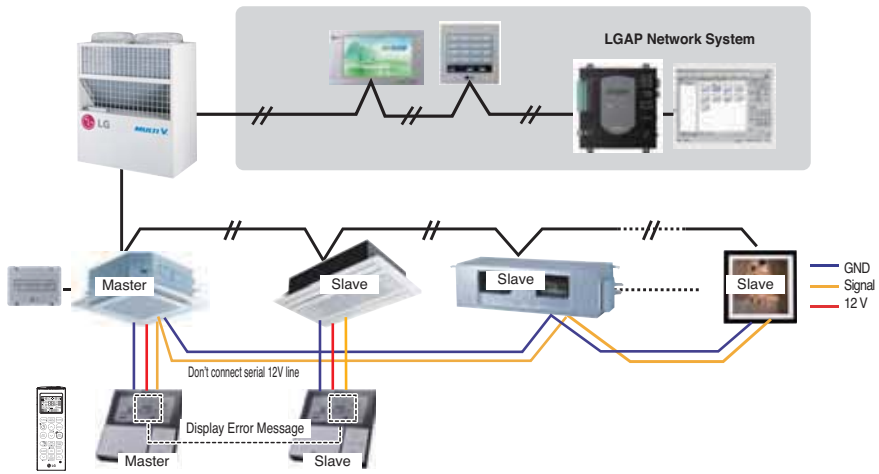 LGAP Network System
LG
MULTI V
Master
Slave
Slave
Slave
GND
Signal
12 V
Don't connect serial 12V line
Display Error Message
Master
Slave
LG